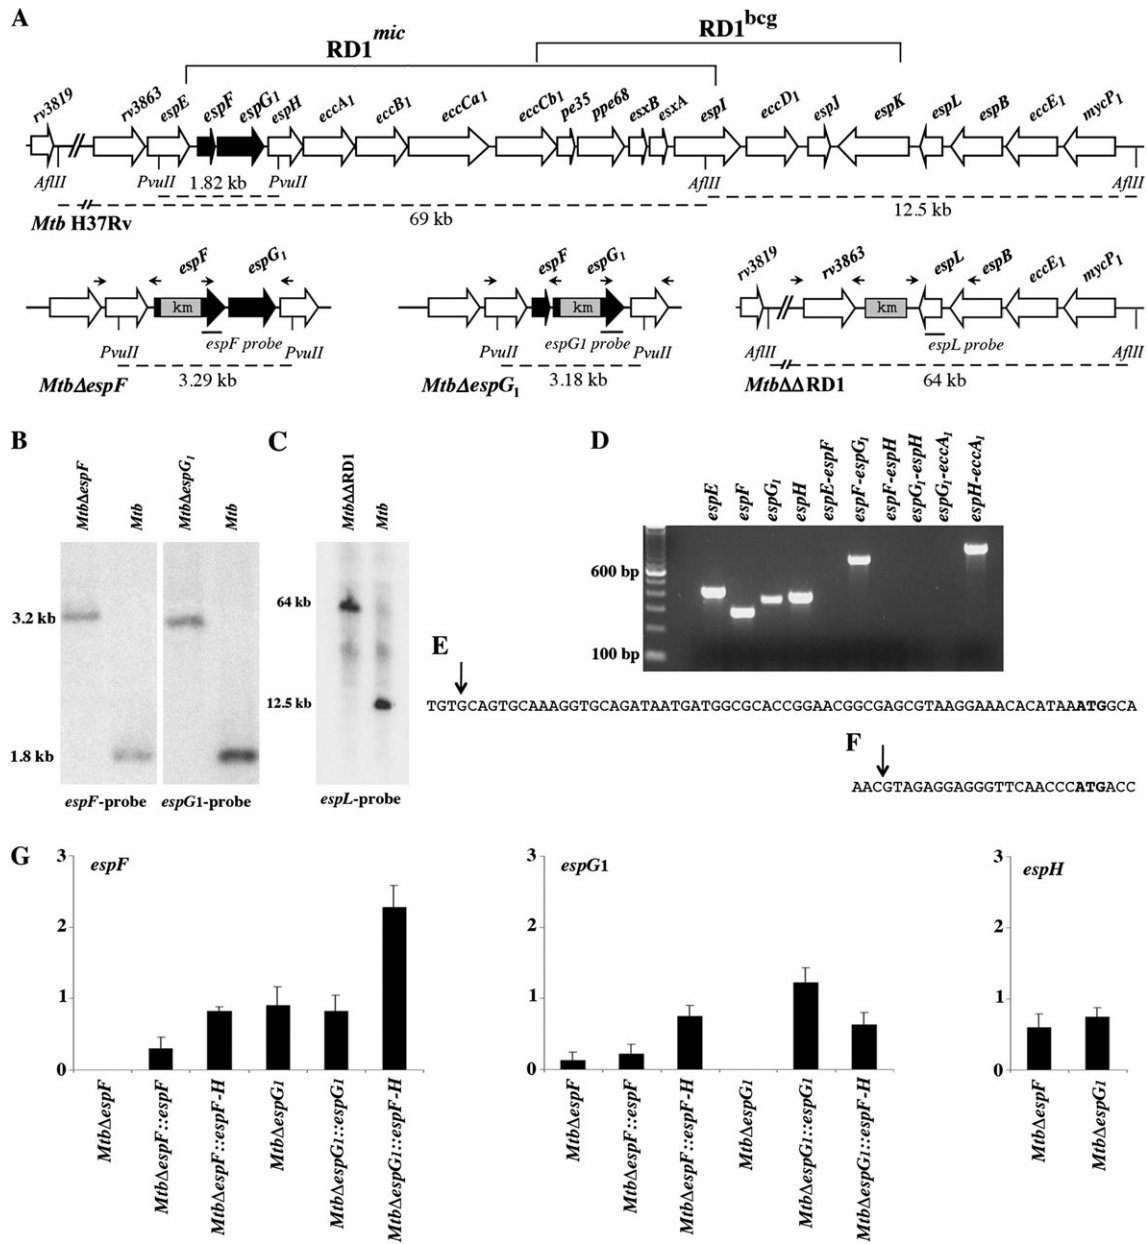 A
RD1mic
RD1bcg
rv3819
rv3863
espE
espF
espG1
espH
eccA1
eccB1
eccCa1
eccCb1
pe35
ppe68
esxB
esxA
espI
eccD1
espJ
espK
espL
espB
eccE1
mycP1
AflII
PvuII
1.82 kb
PvuII
AflII
AflII
Mtb H37Rv
69 kb
12.5 kb
espF
espG1
km
espF probe
PvuII
PvuII
MtbΔespF
3.29 kb
espF
espG1
km
espG1 probe
PvuII
PvuII
MtbΔespG1
3.18 kb
rv3819
rv3863
espL
espB
eccE1
mycP1
km
espL probe
AflII
AflII
MtbΔΔRD1
64 kb
B
MtbΔespF
Mtb
MtbΔespG1
Mtb
3.2 kb
1.8 kb
espF-probe
espG1-probe
C
MtbΔΔRD1
Mtb
64 kb
12.5 kb
espL-probe
D
espE
espF
espG1
espH
espE-espF
espF-espG1
espF-espH
espG1-espH
espG1-eccA1
espH-eccA1
600 bp
100 bp
E
TGTGCAGTGCAAAGGTGCAGATAATGATGGCGCACCGGAACGGCGAGCGTAAGGAAACACATAAATGGCA
F
AACGTAGAGGAGGGTTCAACCCATGACC
G
espF
3
2
1
0
MtbΔespF
MtbΔespF::espF
MtbΔespF::espF-H
MtbΔespG1
MtbΔespG1::espG1
MtbΔespG1::espF-H
espG1
3
2
1
0
MtbΔespF
MtbΔespF::espF
MtbΔespF::espF-H
MtbΔespG1
MtbΔespG1::espG1
MtbΔespG1::espF-H
espH
3
2
1
0
MtbΔespF
MtbΔespG1